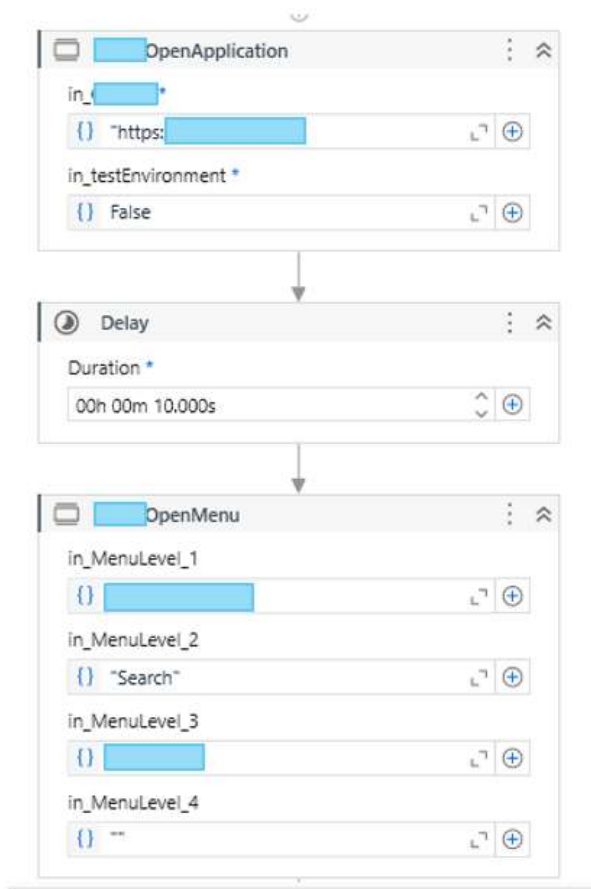 OpenApplication
in_ *
{} "https:
in_testEnvironment *
{} False
Delay
Duration *
00h 00m 10.000s
OpenMenu
in_MenuLevel_1
{}
in_MenuLevel_2
{} "Search"
in_MenuLevel_3
{}
in_MenuLevel_4
{} ""